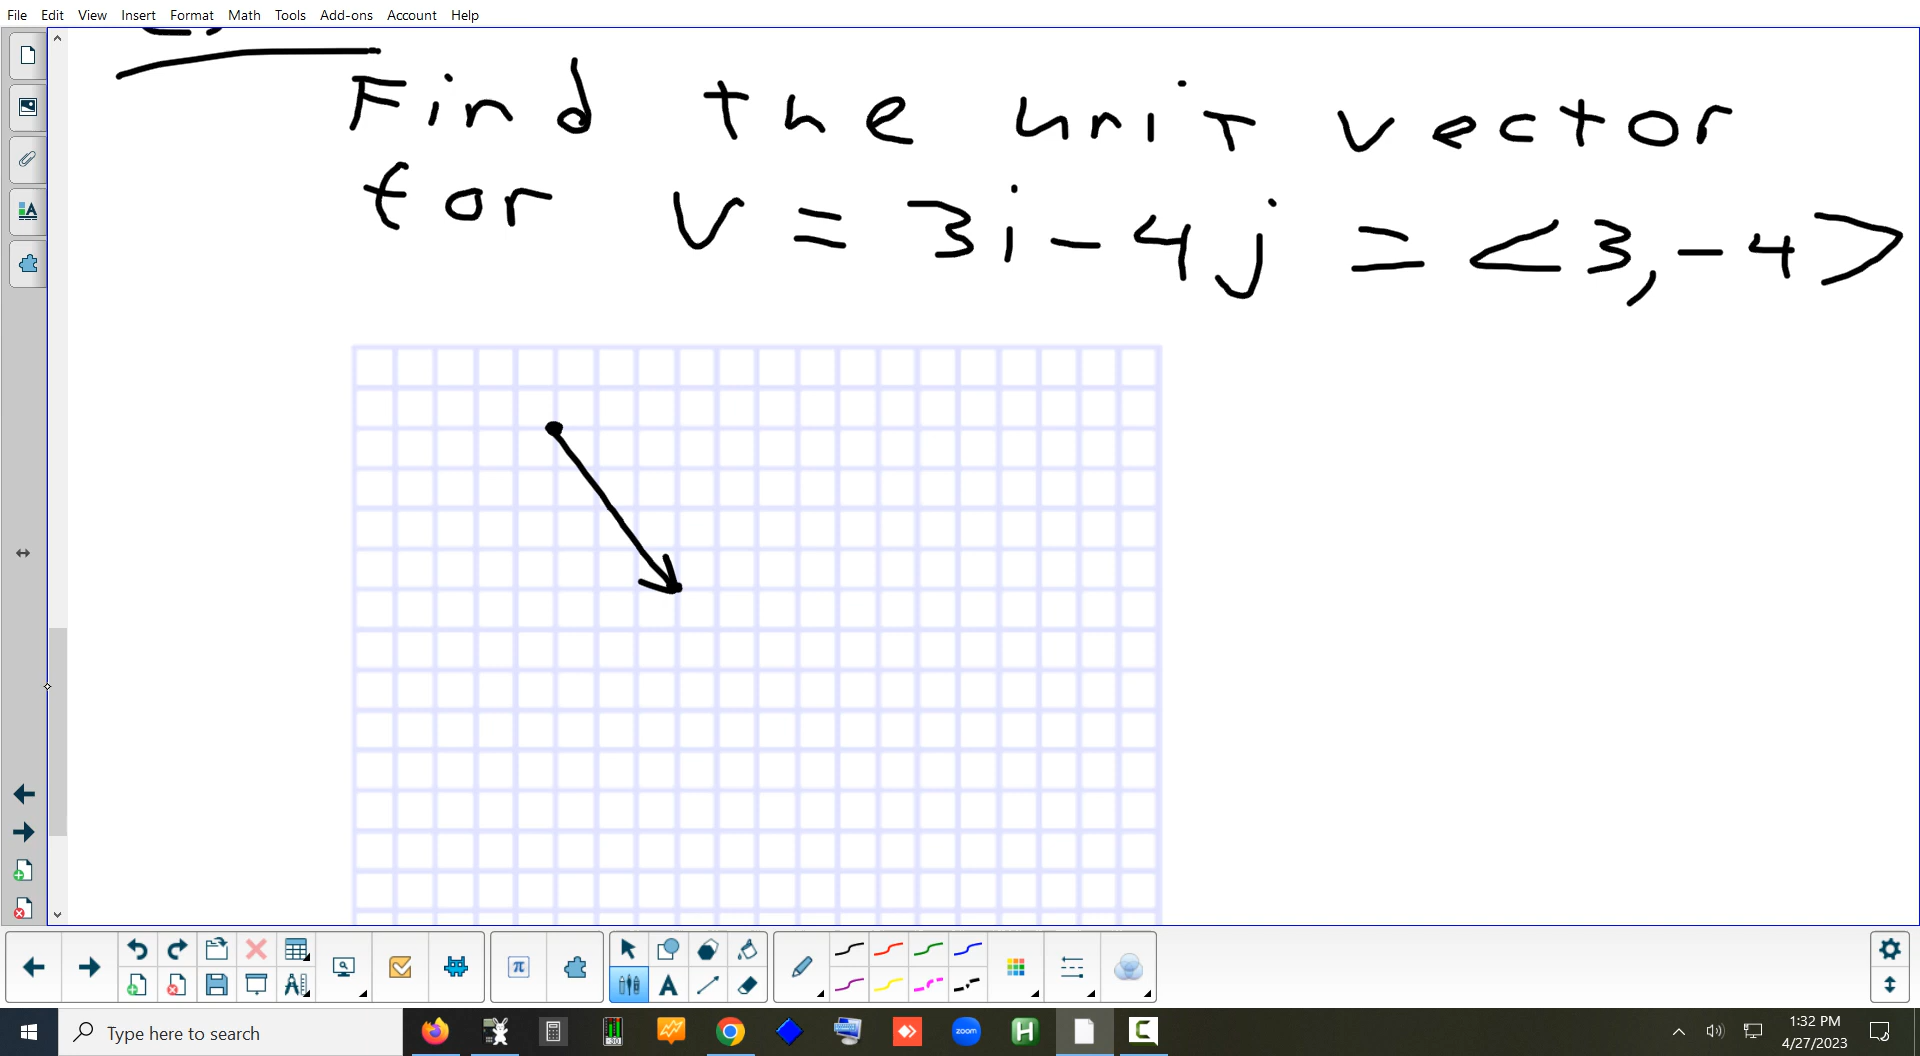 File Edit View Insert Format Math Tools Add-ons Account Help
Find the unit vector
for v = 3i - 4j = <3, -4>
π
A
Type here to search
zoom
H
C
1:32 PM
4/27/2023